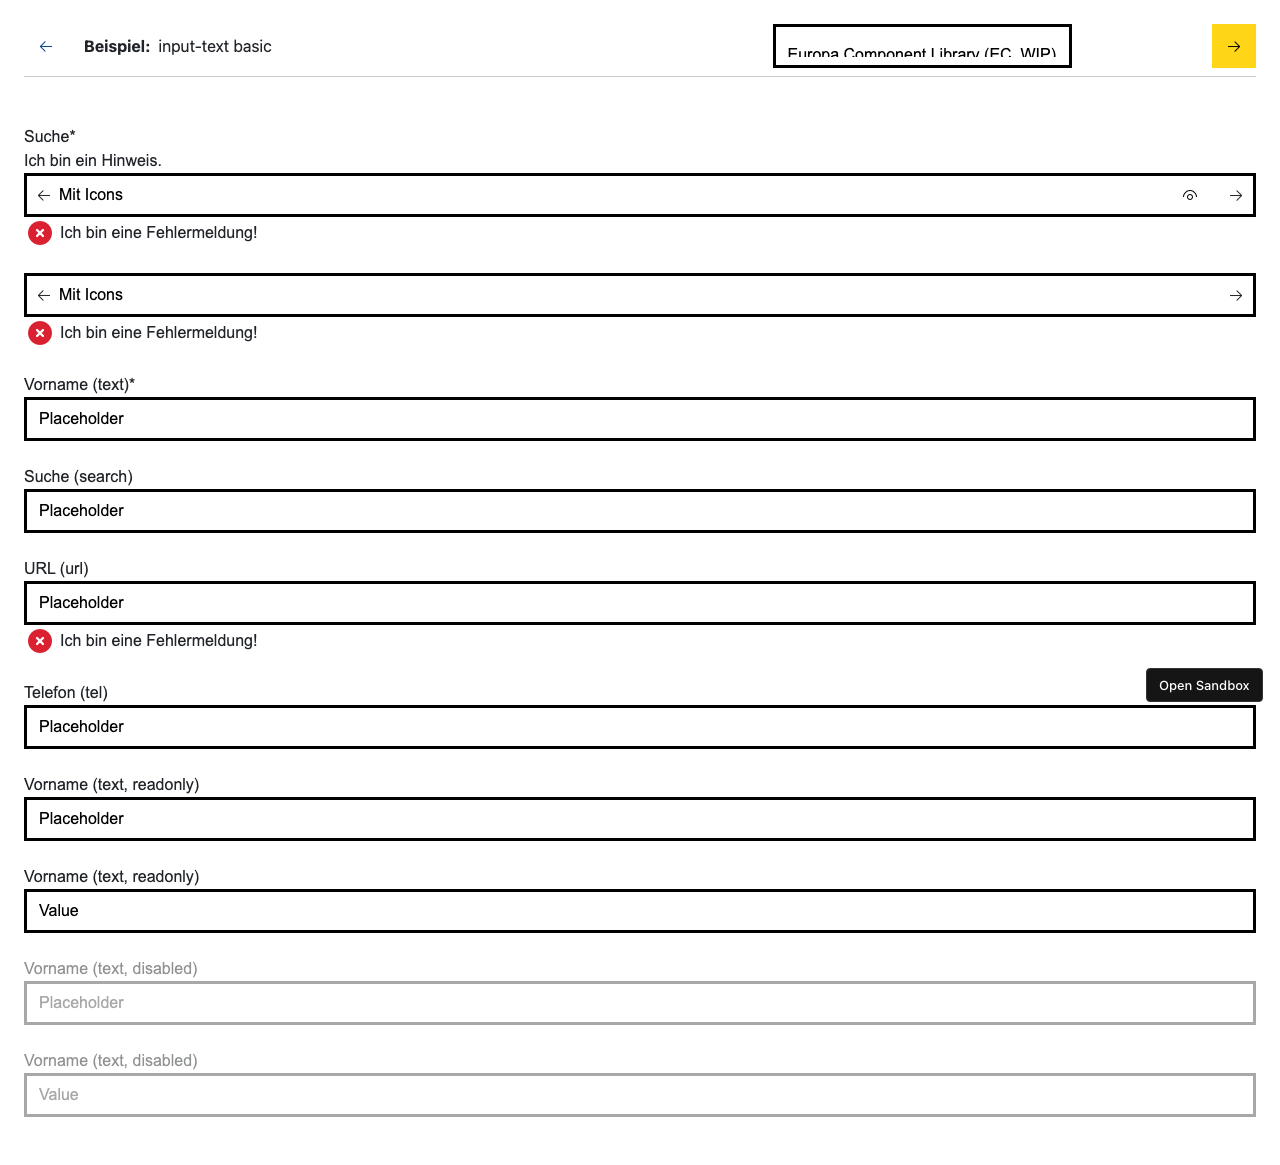 Beispiel: input-text basic
Europa Component Library (EC, WIP)
Suche*
Ich bin ein Hinweis.
Mit Icons
Ich bin eine Fehlermeldung!
Mit Icons
Ich bin eine Fehlermeldung!
Vorname (text)*
Placeholder
Suche (search)
Placeholder
URL (url)
Placeholder
Ich bin eine Fehlermeldung!
Telefon (tel)
Open Sandbox
Placeholder
Vorname (text, readonly)
Placeholder
Vorname (text, readonly)
Value
Vorname (text, disabled)
Placeholder
Vorname (text, disabled)
Value